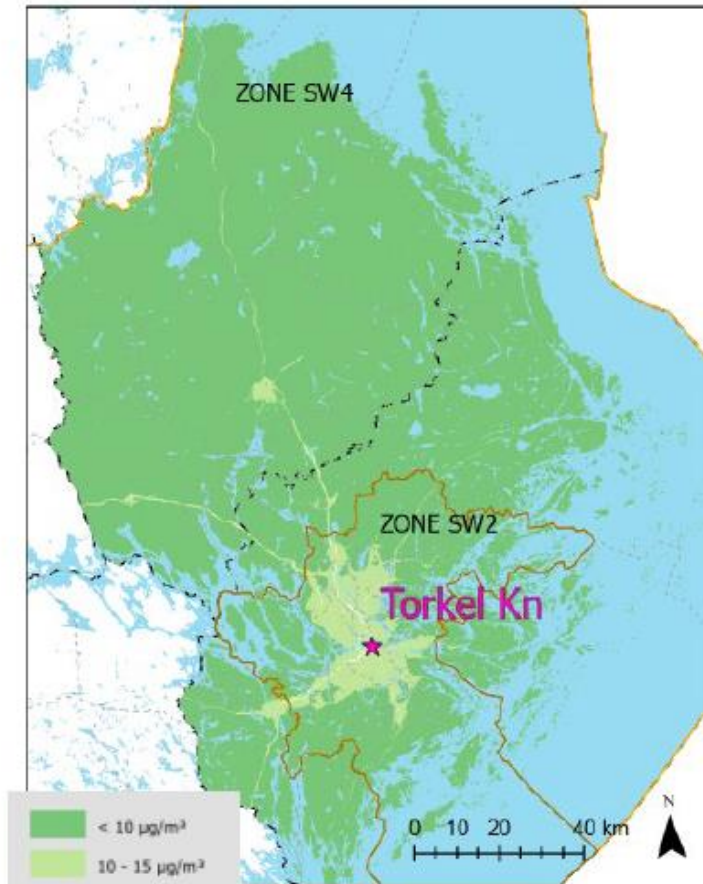 ZONE SW4
ZONE SW2
Torkel Kn
< 10 µg/m³
10 - 15 µg/m³
0 10 20 40 km
N